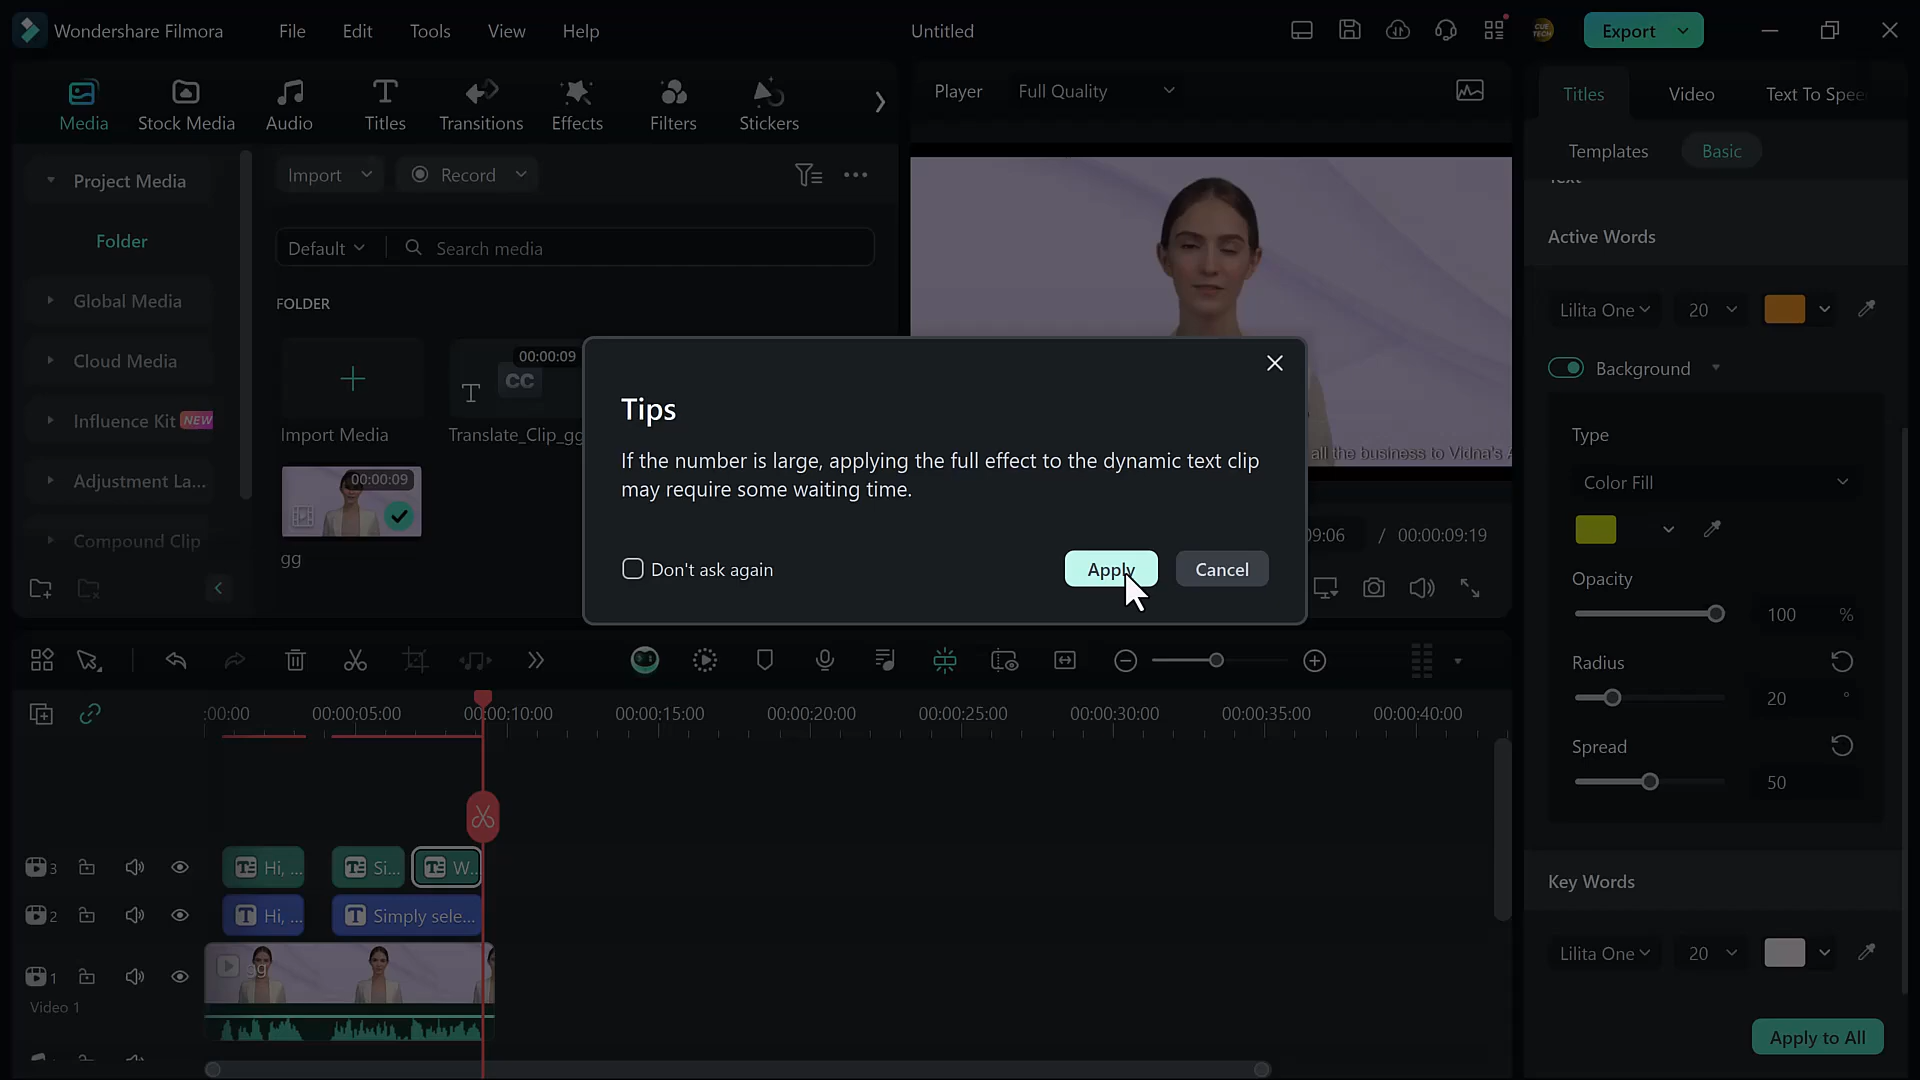 Wondershare Filmora File Edit Tools View Help Untitled CUE TECH Export
Media Stock Media Audio Titles Transitions Effects Filters Stickers
Player Full Quality
Titles Video Text To Spee
Templates Basic
Text
Project Media
Folder
Global Media
Cloud Media
Influence Kit NEW
Adjustment La...
Compound Clip
Import Record
Default Search media
FOLDER
Import Media
00:00:09
CC
T
Translate_Clip_gg
00:00:09
gg
all the business to Vidna's A
09:06 / 00:00:09:19
Tips
If the number is large, applying the full effect to the dynamic text clip
may require some waiting time.
Don't ask again
Apply Cancel
Active Words
Lilita One 20
Background
Type
Color Fill
Opacity
100 %
Radius
20 °
Spread
50
Key Words
Lilita One 20
Apply to All
:00:00 00:00:05:00 00:00:10:00 00:00:15:00 00:00:20:00 00:00:25:00 00:00:30:00 00:00:35:00 00:00:40:00
3 Hi, ... Si... W...
2 Hi, ... Simply sele...
1 gg
Video 1